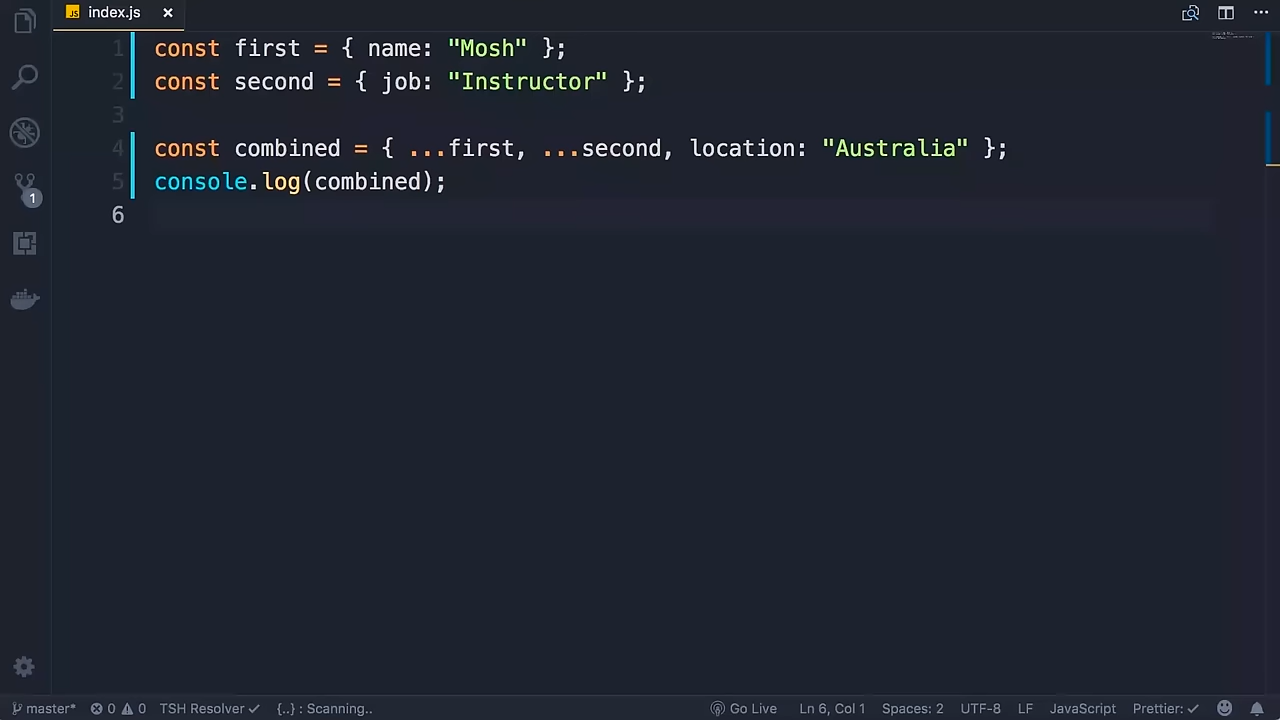 JS index.js ×
1 const first = { name: "Mosh" };
2 const second = { job: "Instructor" };
3
4 const combined = { ...first, ...second, location: "Australia" };
5 console.log(combined);
6
1
master* 0 0 TSH Resolver ✓ {..} : Scanning.. Go Live Ln 6, Col 1 Spaces: 2 UTF-8 LF JavaScript Prettier: ✓